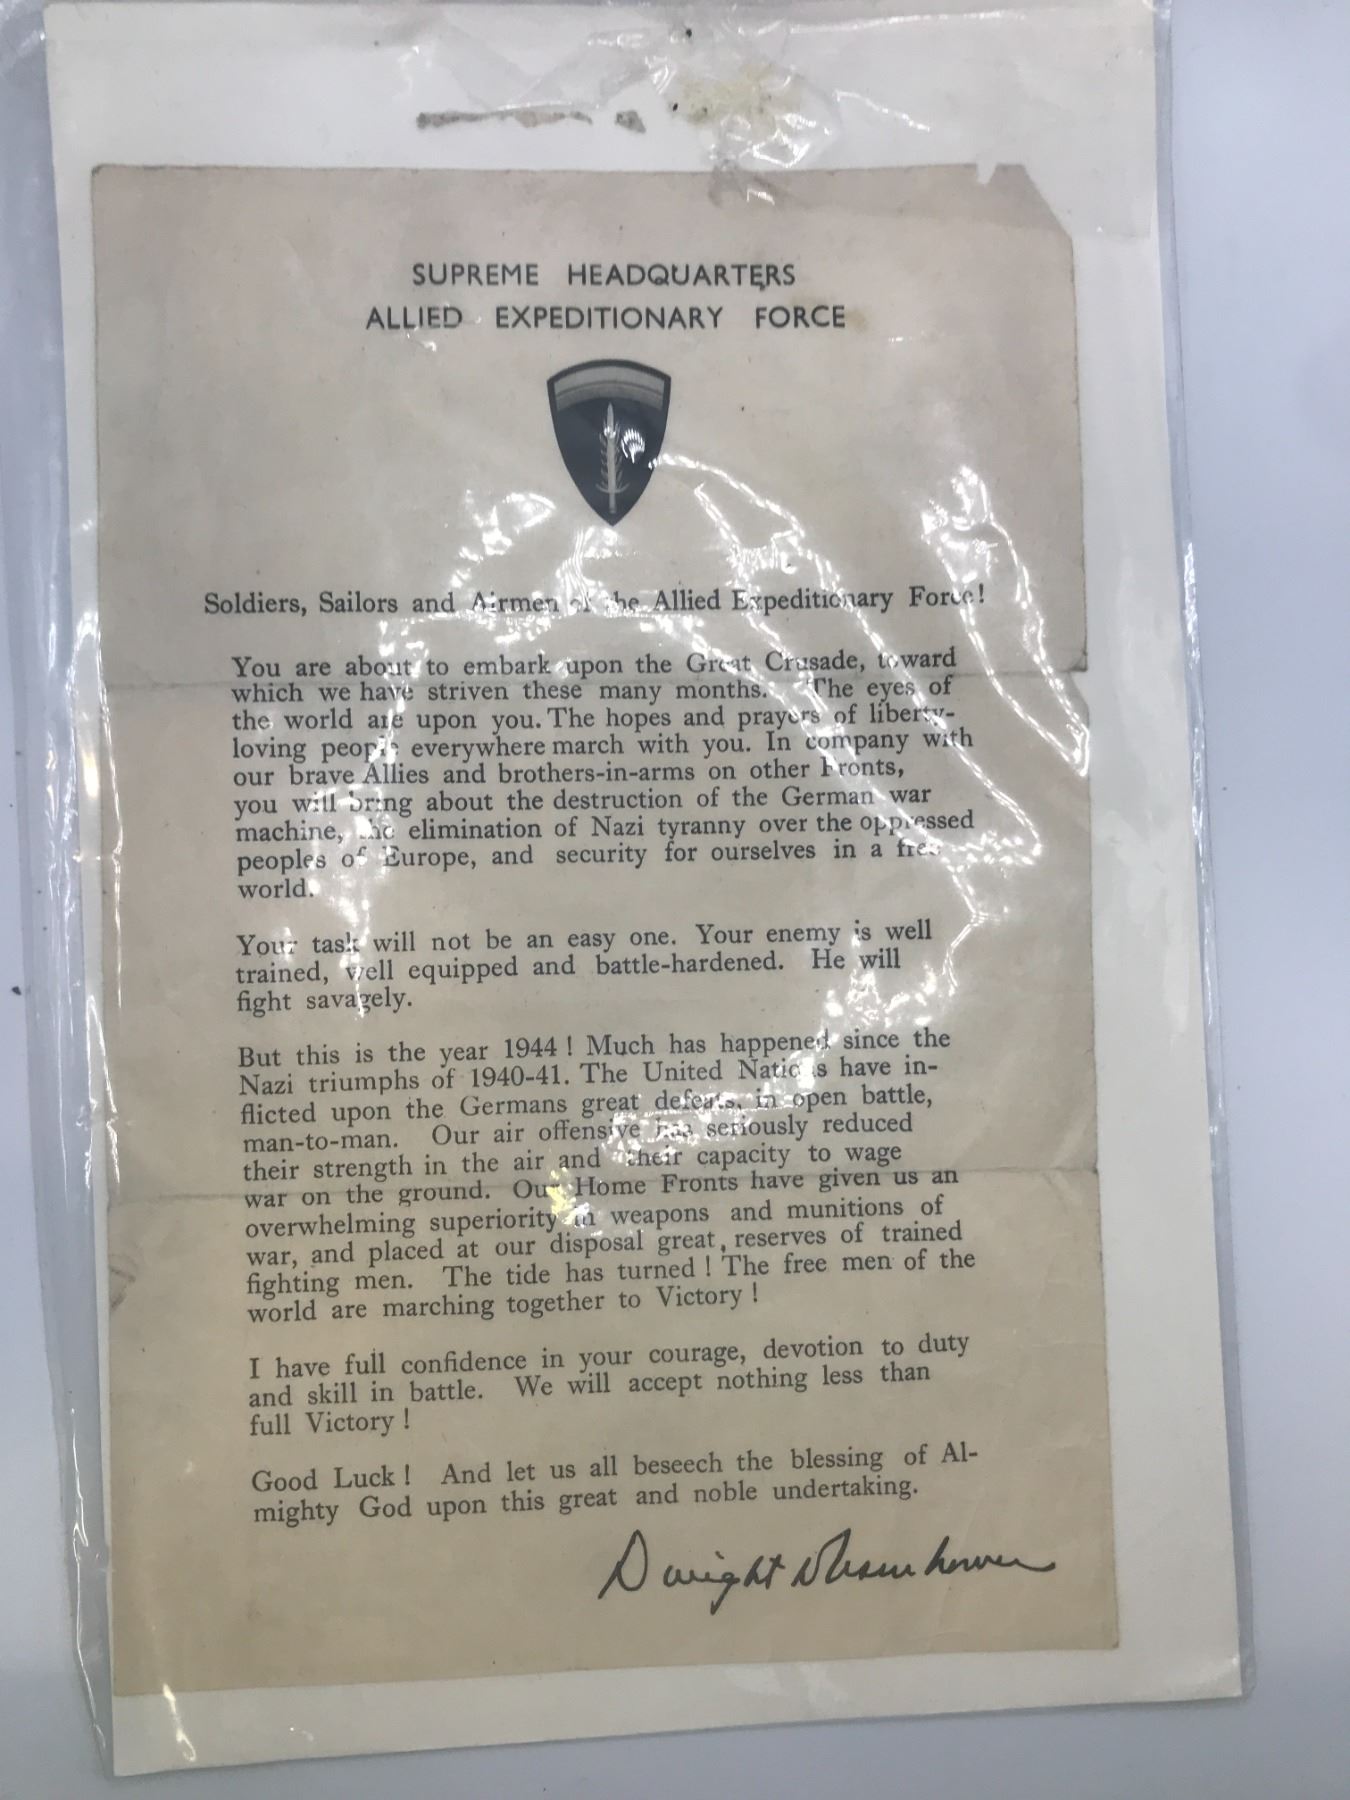 SUPREME HEADQUARTERS
ALLIED EXPEDITIONARY FORCE
Soldiers, Sailors and Airmen of the Allied Expeditionary Force!
You are about to embark upon the Great Crusade, toward
which we have striven these many months. The eyes of
the world are upon you. The hopes and prayers of liberty-
loving people everywhere march with you. In company with
our brave Allies and brothers-in-arms on other Fronts,
you will bring about the destruction of the German war
machine, the elimination of Nazi tyranny over the oppressed
peoples of Europe, and security for ourselves in a free
world.
Your task will not be an easy one. Your enemy is well
trained, well equipped and battle-hardened. He will
fight savagely.
But this is the year 1944 ! Much has happened since the
Nazi triumphs of 1940-41. The United Nations have in-
flicted upon the Germans great defeats, in open battle,
man-to-man. Our air offensive has seriously reduced
their strength in the air and their capacity to wage
war on the ground. Our Home Fronts have given us an
overwhelming superiority in weapons and munitions of
war, and placed at our disposal great reserves of trained
fighting men. The tide has turned ! The free men of the
world are marching together to Victory !
I have full confidence in your courage, devotion to duty
and skill in battle. We will accept nothing less than
full Victory !
Good Luck ! And let us all beseech the blessing of Al-
mighty God upon this great and noble undertaking.
Dwight D Eisenhower